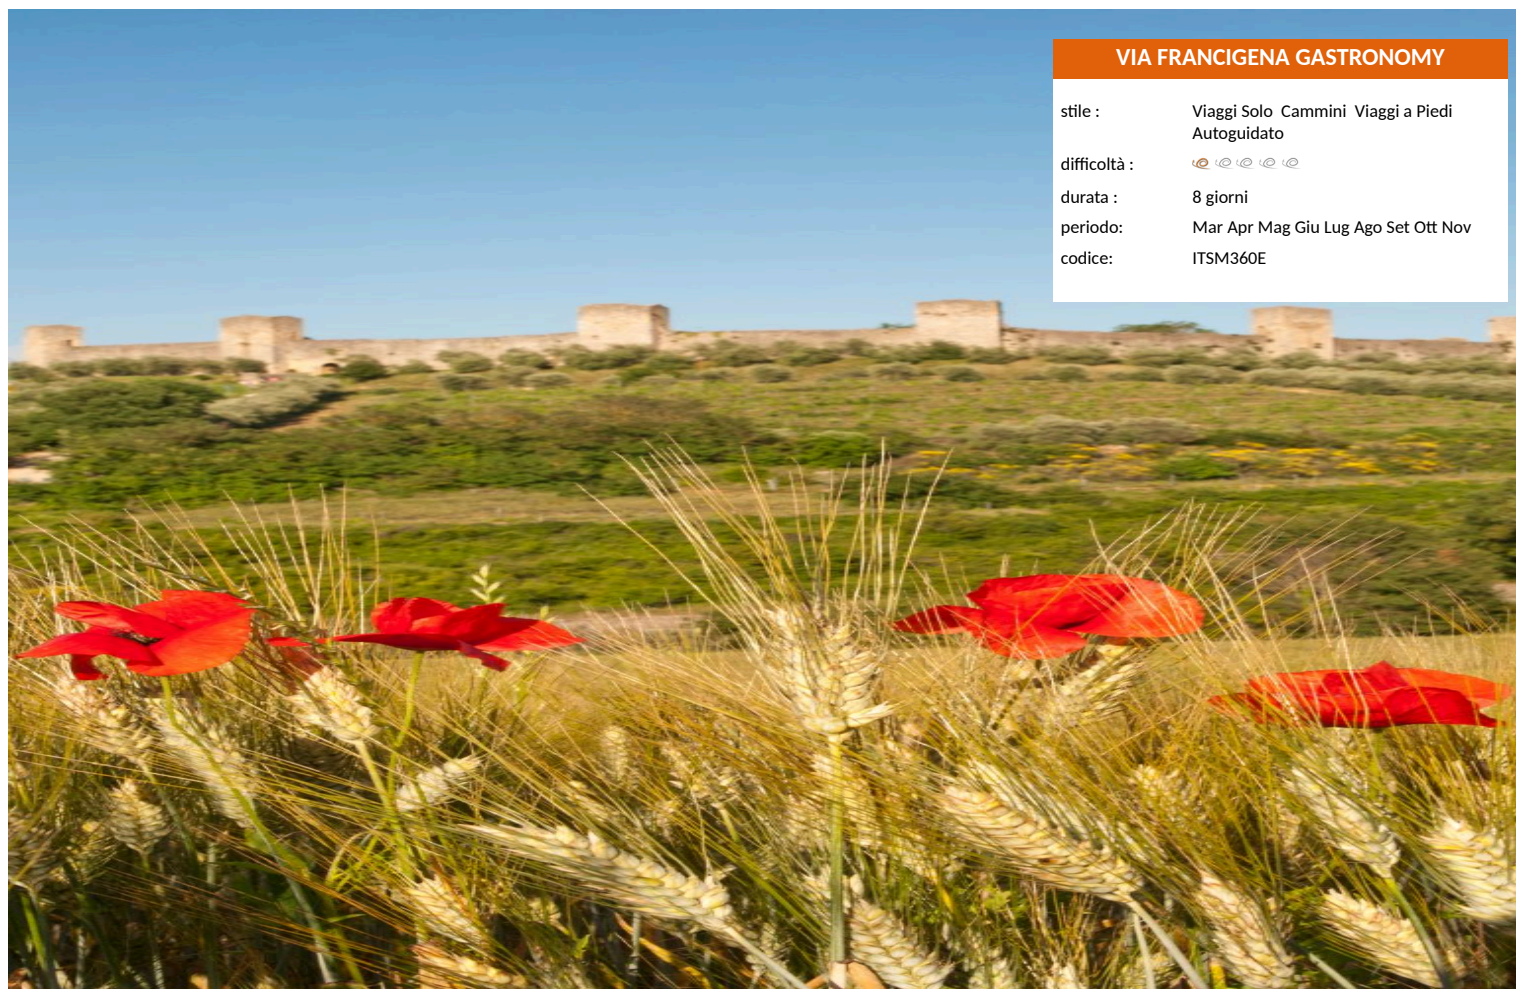 VIA FRANCIGENA GASTRONOMY
stile : Viaggi Solo  Cammini  Viaggi a Piedi
Autoguidato
difficoltà :
durata : 8 giorni
periodo: Mar Apr Mag Giu Lug Ago Set Ott Nov
codice: ITSM360E